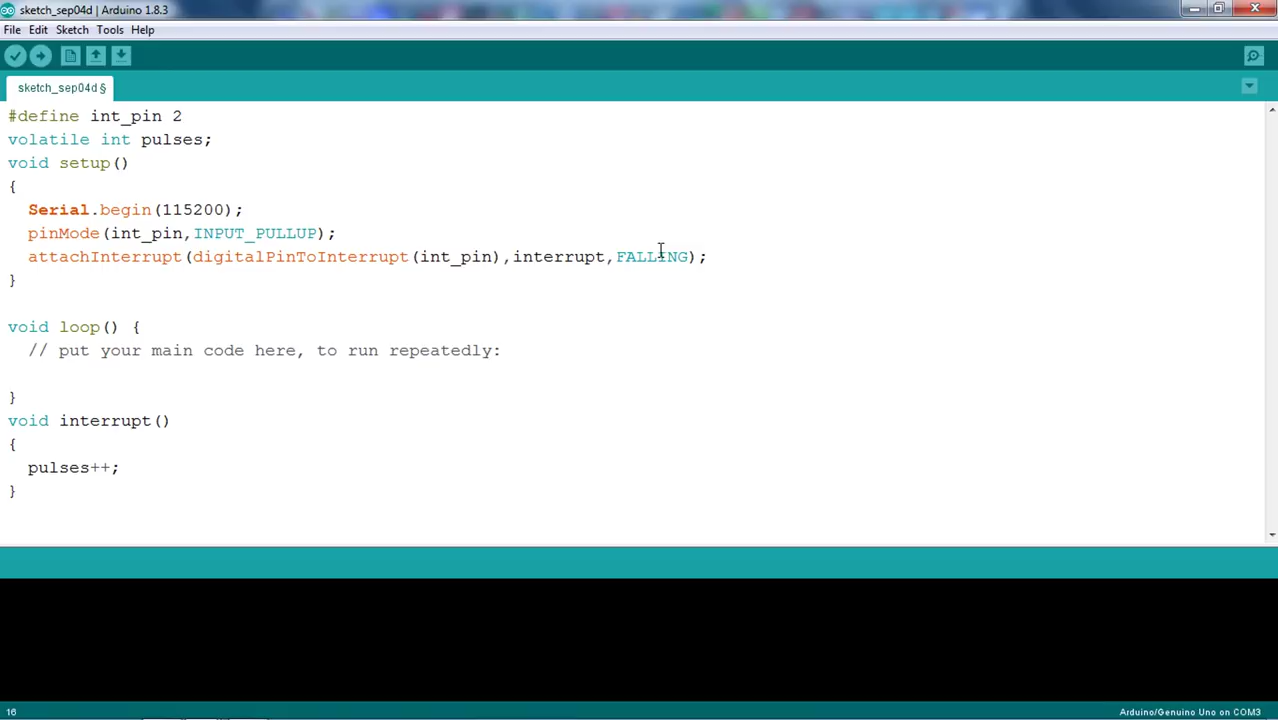 sketch_sep04d | Arduino 1.8.3
File Edit Sketch Tools Help
sketch_sep04d §
#define int_pin 2
volatile int pulses;
void setup()
{
  Serial.begin(115200);
  pinMode(int_pin,INPUT_PULLUP);
  attachInterrupt(digitalPinToInterrupt(int_pin),interrupt,FALLING);
}
void loop() {
  // put your main code here, to run repeatedly:
}
void interrupt()
{
  pulses++;
}
16 Arduino/Genuino Uno on COM3